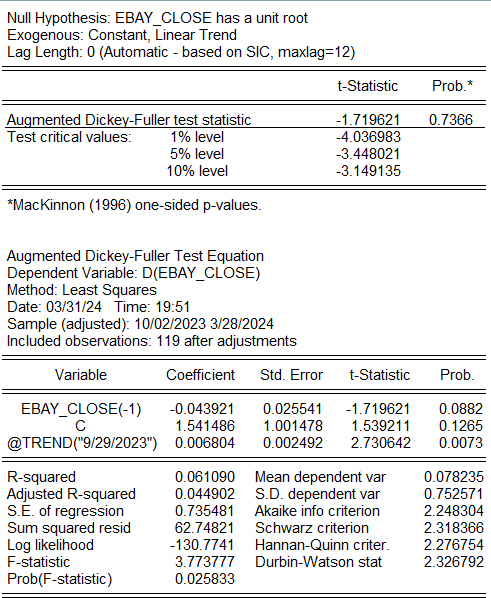 Null Hypothesis: EBAY_CLOSE has a unit root
Exogenous: Constant, Linear Trend
Lag Length: 0 (Automatic - based on SIC, maxlag=12)
t-Statistic Prob.*
Augmented Dickey-Fuller test statistic -1.719621 0.7366
Test critical values: 1% level -4.036983
5% level -3.448021
10% level -3.149135
*MacKinnon (1996) one-sided p-values.
Augmented Dickey-Fuller Test Equation
Dependent Variable: D(EBAY_CLOSE)
Method: Least Squares
Date: 03/31/24 Time: 19:51
Sample (adjusted): 10/02/2023 3/28/2024
Included observations: 119 after adjustments
Variable Coefficient Std. Error t-Statistic Prob.
EBAY_CLOSE(-1) -0.043921 0.025541 -1.719621 0.0882
C 1.541486 1.001478 1.539211 0.1265
@TREND("9/29/2023") 0.006804 0.002492 2.730642 0.0073
R-squared 0.061090 Mean dependent var 0.078235
Adjusted R-squared 0.044902 S.D. dependent var 0.752571
S.E. of regression 0.735481 Akaike info criterion 2.248304
Sum squared resid 62.74821 Schwarz criterion 2.318366
Log likelihood -130.7741 Hannan-Quinn criter. 2.276754
F-statistic 3.773777 Durbin-Watson stat 2.326792
Prob(F-statistic) 0.025833